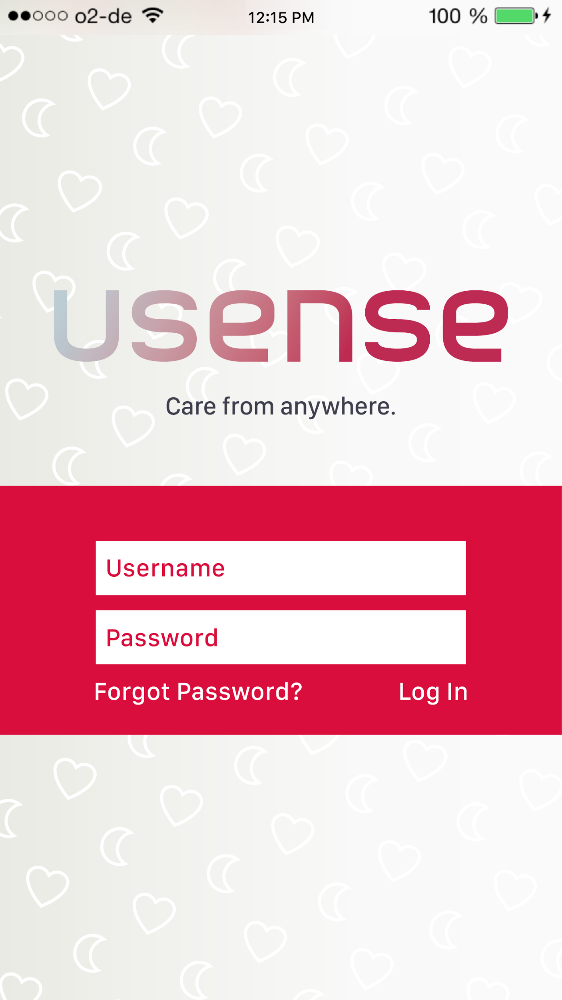 o2-de 12:15 PM 100 %
usense
Care from anywhere.
Username
Password
Forgot Password? Log In